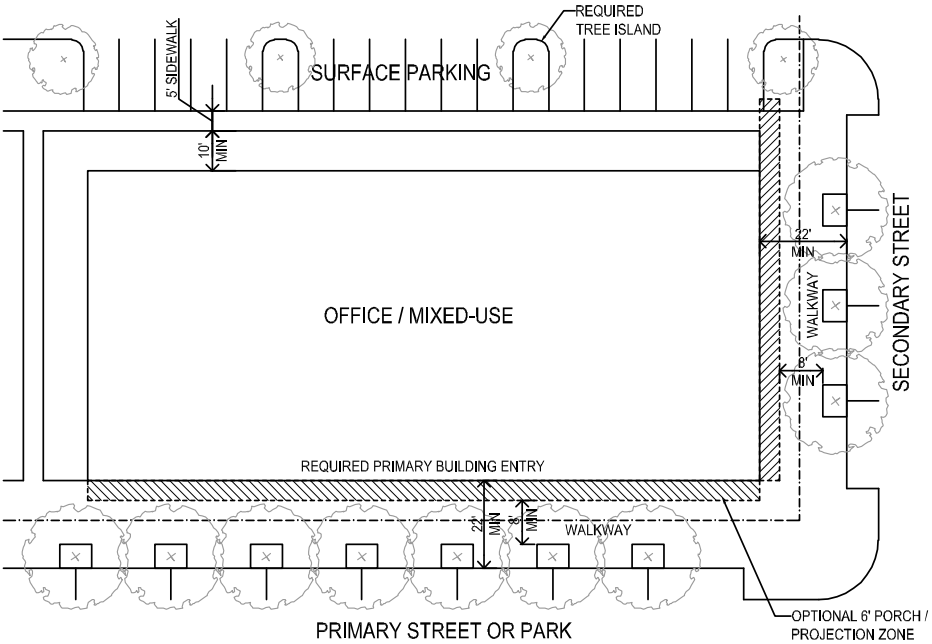 REQUIRED
TREE ISLAND
5' SIDEWALK
SURFACE PARKING
10'
MIN
22'
MIN
SECONDARY STREET
WALKWAY
OFFICE / MIXED-USE
8'
MIN
REQUIRED PRIMARY BUILDING ENTRY
22'
MIN
8'
MIN
WALKWAY
OPTIONAL 6' PORCH /
PROJECTION ZONE
PRIMARY STREET OR PARK